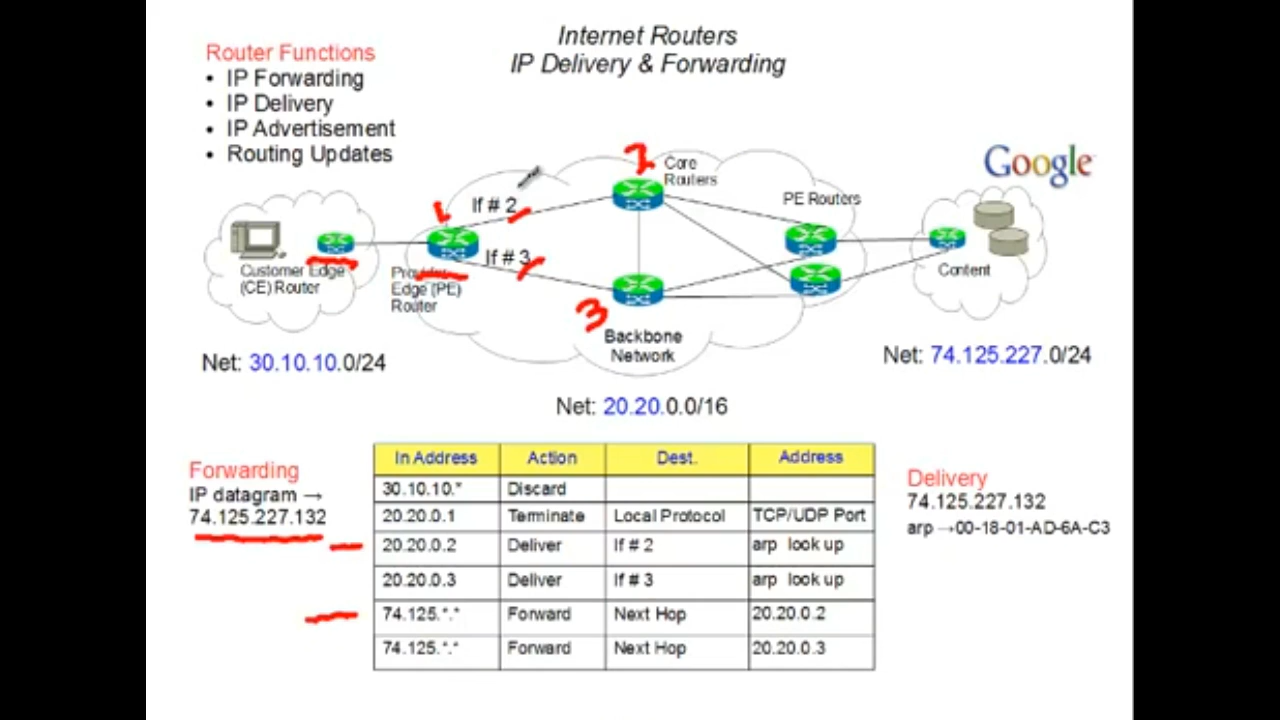 Internet Routers
IP Delivery & Forwarding
Router Functions
• IP Forwarding
• IP Delivery
• IP Advertisement
• Routing Updates
2
Core
Routers
Google
PE Routers
1
If # 2
If # 3
Customer Edge
(CE) Router
Provider
Edge (PE)
Router
3
Content
Backbone
Network
Net: 30.10.10.0/24
Net: 74.125.227.0/24
Net: 20.20.0.0/16
Forwarding
IP datagram →
74.125.227.132
In Address Action Dest. Address
30.10.10.* Discard
20.20.0.1 Terminate Local Protocol TCP/UDP Port
20.20.0.2 Deliver If # 2 arp look up
20.20.0.3 Deliver If # 3 arp look up
74.125.*.* Forward Next Hop 20.20.0.2
74.125.*.* Forward Next Hop 20.20.0.3
Delivery
74.125.227.132
arp →00-18-01-AD-6A-C3